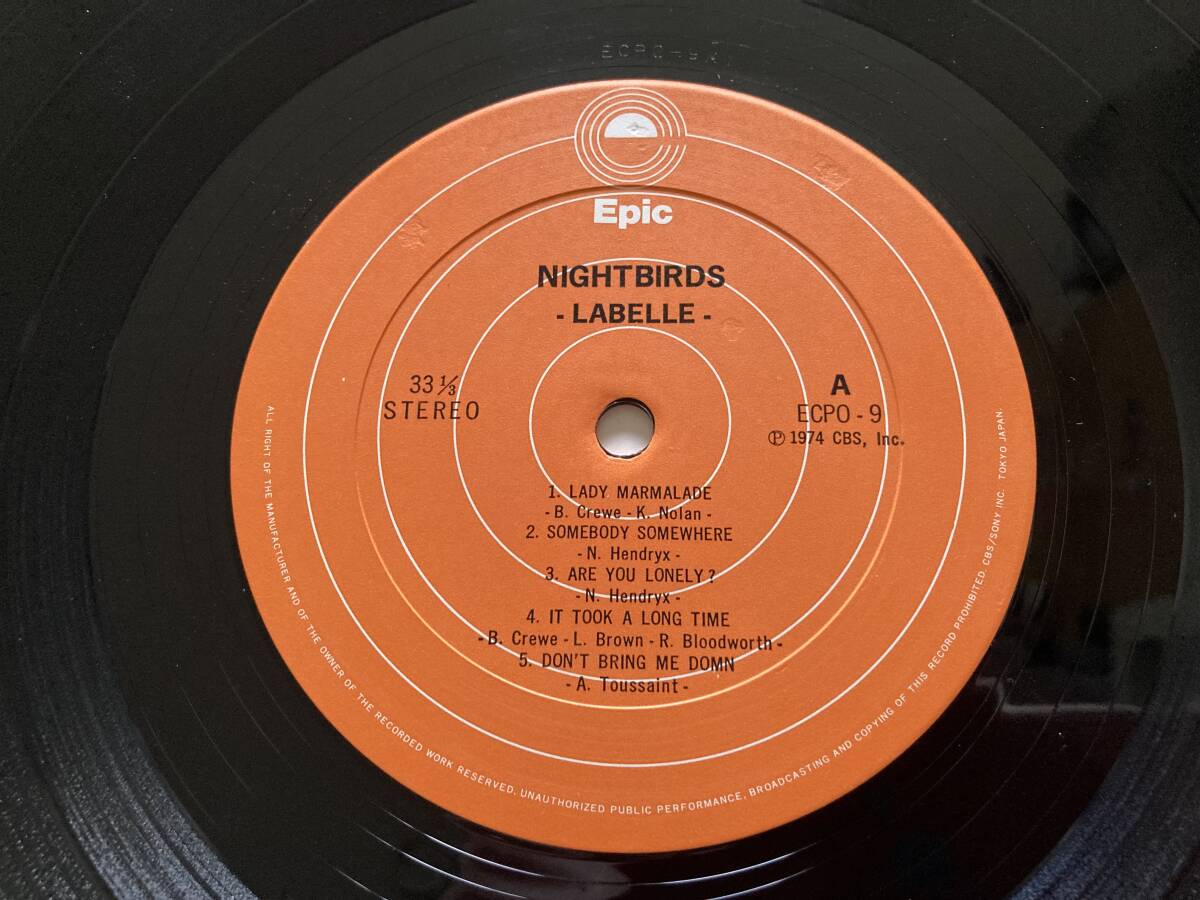 ECPO-9A
Epic
NIGHTBIRDS
- LABELLE -
33 1/3
STEREO
A
ECPO - 9
Ⓟ 1974 CBS, Inc.
1. LADY MARMALADE
- B. Crewe - K. Nolan -
2. SOMEBODY SOMEWHERE
- N. Hendryx -
3. ARE YOU LONELY?
- N. Hendryx -
4. IT TOOK A LONG TIME
- B. Crewe - L. Brown - R. Bloodworth -
5. DON'T BRING ME DOMN
- A. Toussaint -
ALL RIGHT OF THE MANUFACTURER AND OF THE OWNER OF THE RECORDED WORK RESERVED. UNAUTHORIZED PUBLIC PERFORMANCE, BROADCASTING AND COPYING OF THIS RECORD PROHIBITED. CBS/SONY INC. TOKYO JAPAN.